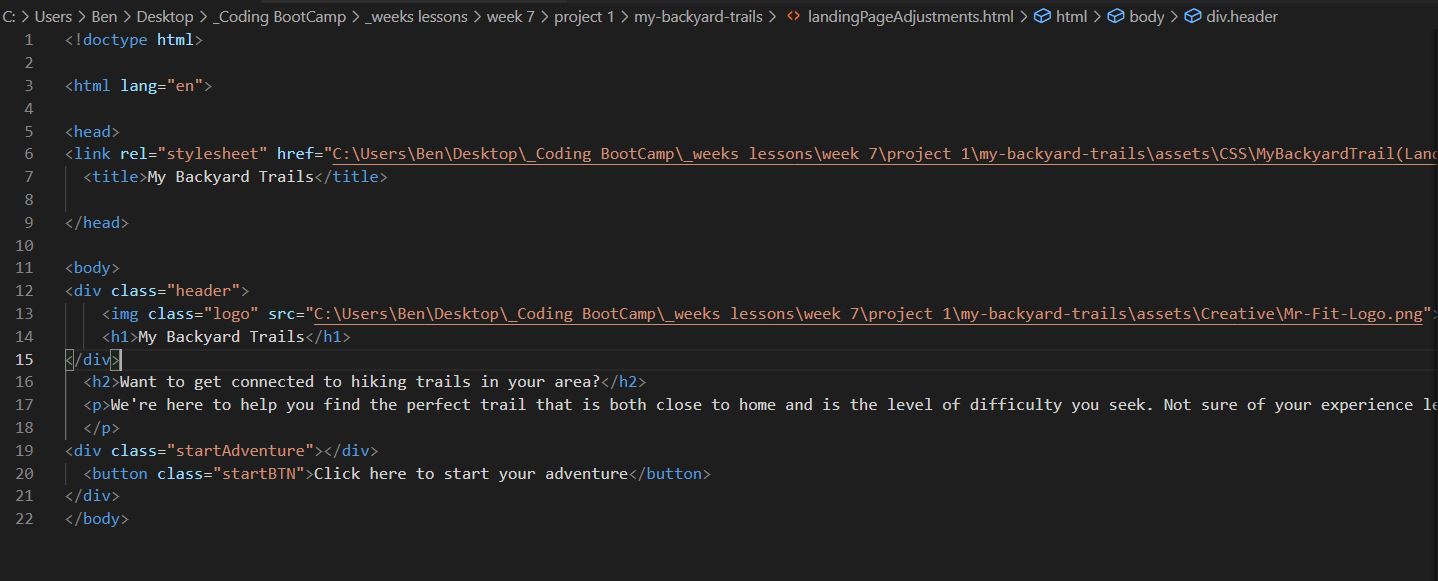 C: > Users > Ben > Desktop > _Coding BootCamp > _weeks lessons > week 7 > project 1 > my-backyard-trails > <> landingPageAdjustments.html > html > body > div.header
1 <!doctype html>
2
3 <html lang="en">
4
5 <head>
6 <link rel="stylesheet" href="C:\Users\Ben\Desktop\_Coding BootCamp\_weeks lessons\week 7\project 1\my-backyard-trails\assets\CSS\MyBackyardTrail(Lan
7 <title>My Backyard Trails</title>
8
9 </head>
10
11 <body>
12 <div class="header">
13 <img class="logo" src="C:\Users\Ben\Desktop\_Coding BootCamp\_weeks lessons\week 7\project 1\my-backyard-trails\assets\Creative\Mr-Fit-Logo.png">
14 <h1>My Backyard Trails</h1>
15 </div>
16 <h2>Want to get connected to hiking trails in your area?</h2>
17 <p>We're here to help you find the perfect trail that is both close to home and is the level of difficulty you seek. Not sure of your experience le
18 </p>
19 <div class="startAdventure"></div>
20 <button class="startBTN">Click here to start your adventure</button>
21 </div>
22 </body>